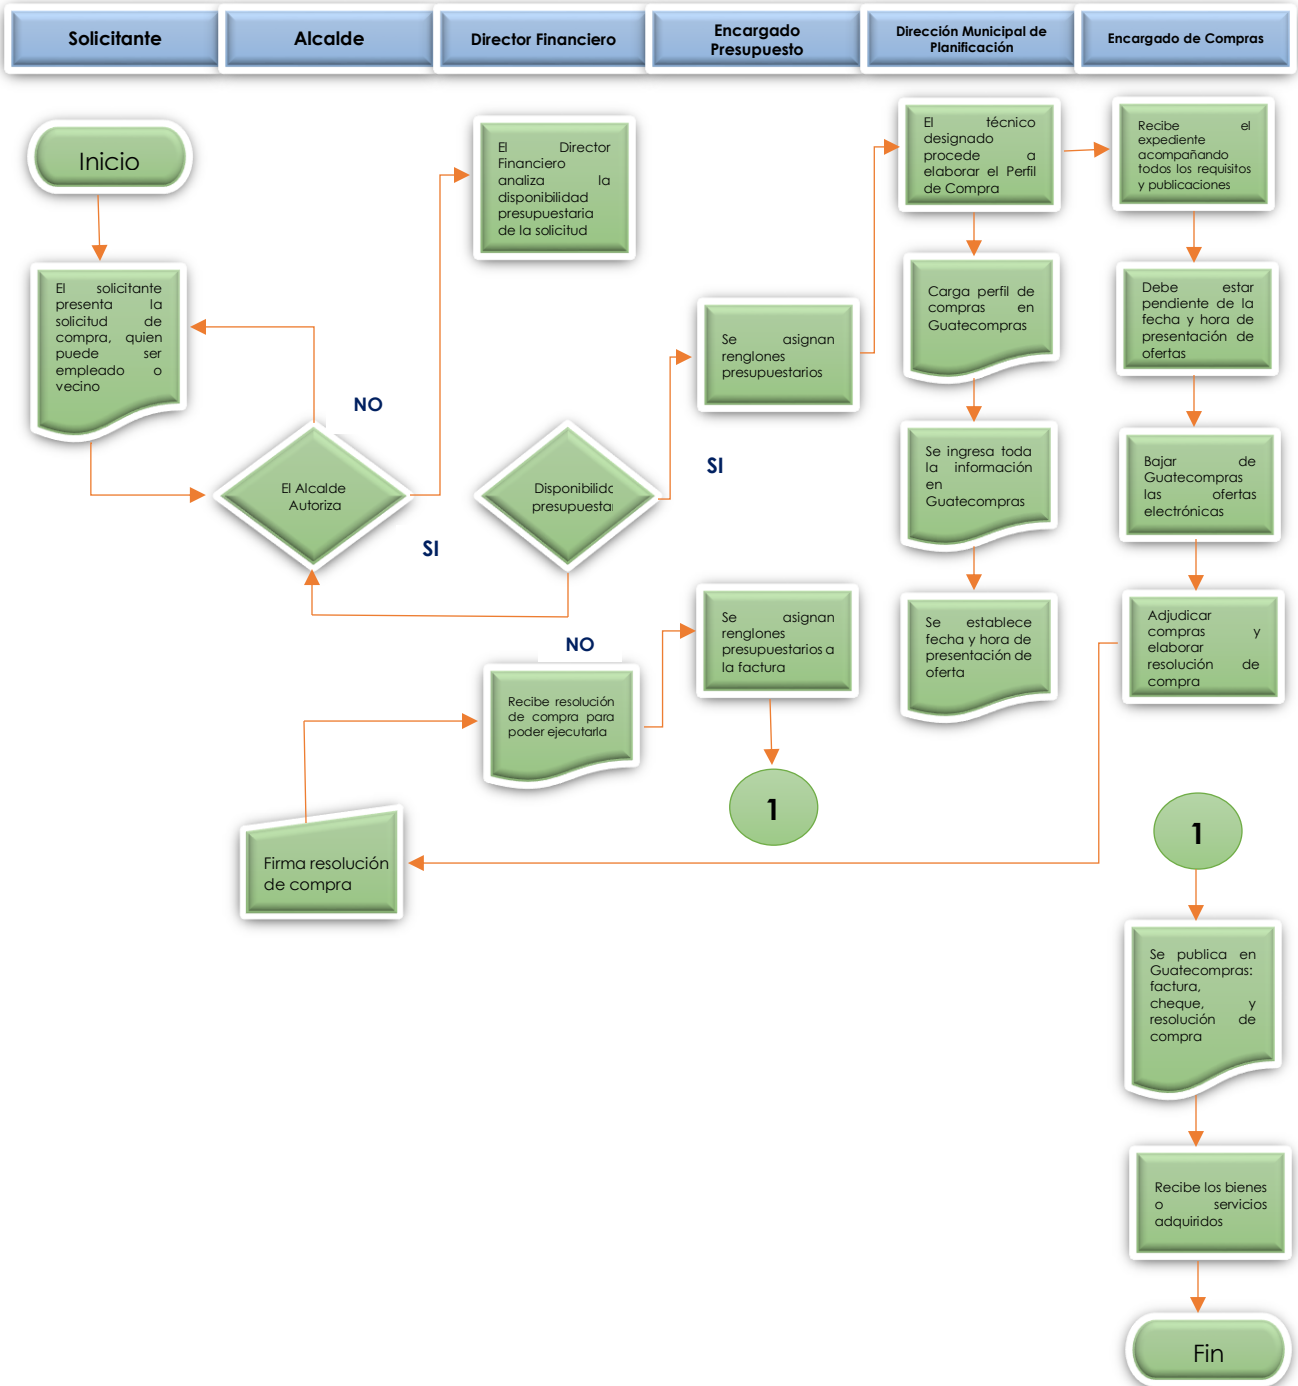 Solicitante
Alcalde
Director Financiero
Encargado
Presupuesto
Dirección Municipal de
Planificación
Encargado de Compras
Inicio
El solicitante
presenta la
solicitud de
compra, quien
puede ser
empleado o
vecino
NO
El Alcalde
Autoriza
SI
El Director
Financiero
analiza la
disponibilidad
presupuestaria
de la solicitud
Disponibilidad
presupuestar
SI
NO
Se asignan
renglones
presupuestarios
El técnico
designado
procede a
elaborar el Perfil
de Compra
Carga perfil de
compras en
Guatecompras
Se ingresa toda
la información
en
Guatecompras
Se establece
fecha y hora de
presentación de
oferta
Recibe el
expediente
acompañando
todos los requisitos
y publicaciones
Debe estar
pendiente de la
fecha y hora de
presentación de
ofertas
Bajar de
Guatecompras
las ofertas
electrónicas
Adjudicar
compras y
elaborar
resolución de
compra
Firma resolución
de compra
Recibe resolución
de compra para
poder ejecutarla
Se asignan
renglones
presupuestarios a
la factura
1
1
Se publica en
Guatecompras:
factura,
cheque, y
resolución de
compra
Recibe los bienes
o servicios
adquiridos
Fin